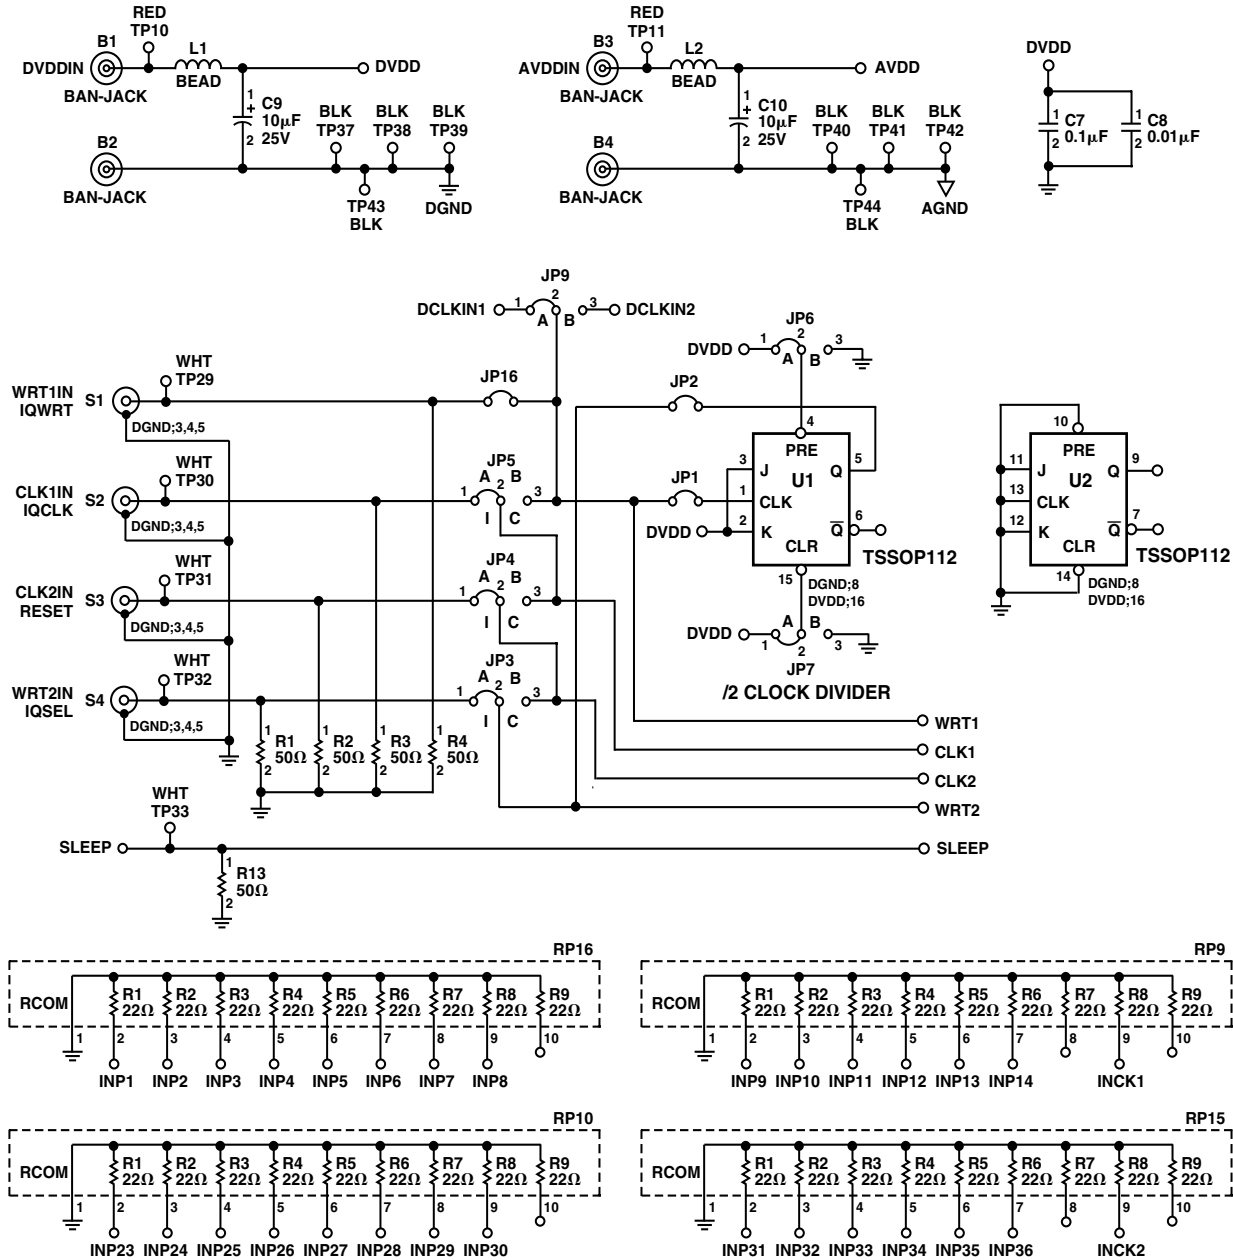 RED
TP10
B1
L1
DVDDIN
DVDD
BEAD
BAN-JACK
1
+
C9
10µF
25V
2
BLK
TP37
BLK
TP38
BLK
TP39
B2
BAN-JACK
TP43
BLK
DGND
RED
TP11
B3
L2
AVDDIN
AVDD
BEAD
BAN-JACK
1
+
C10
10µF
25V
2
BLK
TP40
BLK
TP41
BLK
TP42
B4
BAN-JACK
TP44
BLK
AGND
DVDD
1
C7
0.1µF
2
1
C8
0.01µF
2
JP9
DCLKIN1
1
2
3
DCLKIN2
A
B
WRT1IN
IQWRT
S1
WHT
TP29
DGND;3,4,5
JP16
JP2
CLK1IN
IQCLK
S2
WHT
TP30
DGND;3,4,5
JP5
A
B
1
2
3
I
C
JP1
CLK2IN
RESET
S3
WHT
TP31
DGND;3,4,5
JP4
A
B
1
2
3
I
C
WRT2IN
IQSEL
S4
WHT
TP32
DGND;3,4,5
JP3
A
B
1
2
3
I
C
JP6
DVDD
1
2
3
A
B
4
PRE
3
J
U1
Q
5
1
CLK
DVDD
2
K
Q
6
CLR
TSSOP112
15
DGND;8
DVDD;16
DVDD
A
B
1
2
3
JP7
/2 CLOCK DIVIDER
10
PRE
11
J
U2
Q
9
13
CLK
12
K
Q
7
CLR
TSSOP112
14
DGND;8
DVDD;16
1
R1
50Ω
2
1
R2
50Ω
2
1
R3
50Ω
2
1
R4
50Ω
2
WRT1
CLK1
CLK2
WRT2
WHT
TP33
SLEEP
SLEEP
1
R13
50Ω
2
RP16
RCOM
R1 R2 R3 R4 R5 R6 R7 R8 R9
22Ω 22Ω 22Ω 22Ω 22Ω 22Ω 22Ω 22Ω 22Ω
1 2 3 4 5 6 7 8 9 10
INP1 INP2 INP3 INP4 INP5 INP6 INP7 INP8
RP9
RCOM
R1 R2 R3 R4 R5 R6 R7 R8 R9
22Ω 22Ω 22Ω 22Ω 22Ω 22Ω 22Ω 22Ω 22Ω
1 2 3 4 5 6 7 8 9 10
INP9 INP10 INP11 INP12 INP13 INP14 INCK1
RP10
RCOM
R1 R2 R3 R4 R5 R6 R7 R8 R9
22Ω 22Ω 22Ω 22Ω 22Ω 22Ω 22Ω 22Ω 22Ω
1 2 3 4 5 6 7 8 9 10
INP23 INP24 INP25 INP26 INP27 INP28 INP29 INP30
RP15
RCOM
R1 R2 R3 R4 R5 R6 R7 R8 R9
22Ω 22Ω 22Ω 22Ω 22Ω 22Ω 22Ω 22Ω 22Ω
1 2 3 4 5 6 7 8 9 10
INP31 INP32 INP33 INP34 INP35 INP36 INCK2